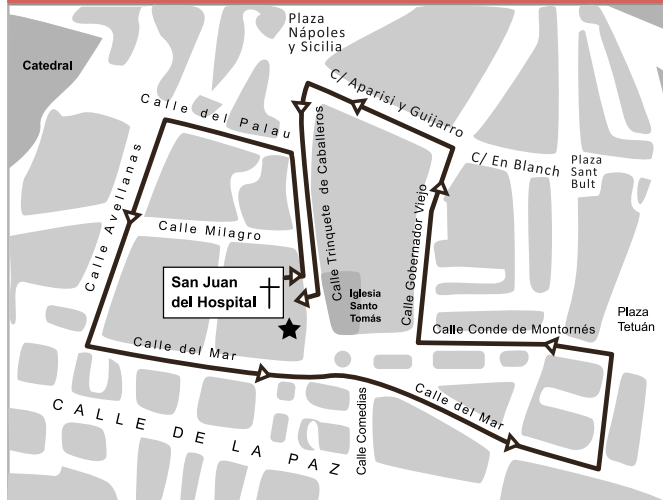 Plaza
Nápoles
y Sicilia
Catedral
C/ Aparisi y Guijarro
Calle del Palau
C/ En Blanch
Plaza
Sant
Bult
Calle Avellanas
Calle Trinquete de Caballeros
Calle Gobernador Viejo
Calle Milagro
San Juan
del Hospital
Iglesia
Santo
Tomás
Plaza
Tetuán
Calle Conde de Montornés
Calle del Mar
Calle del Mar
Calle Comedias
CALLE DE LA PAZ